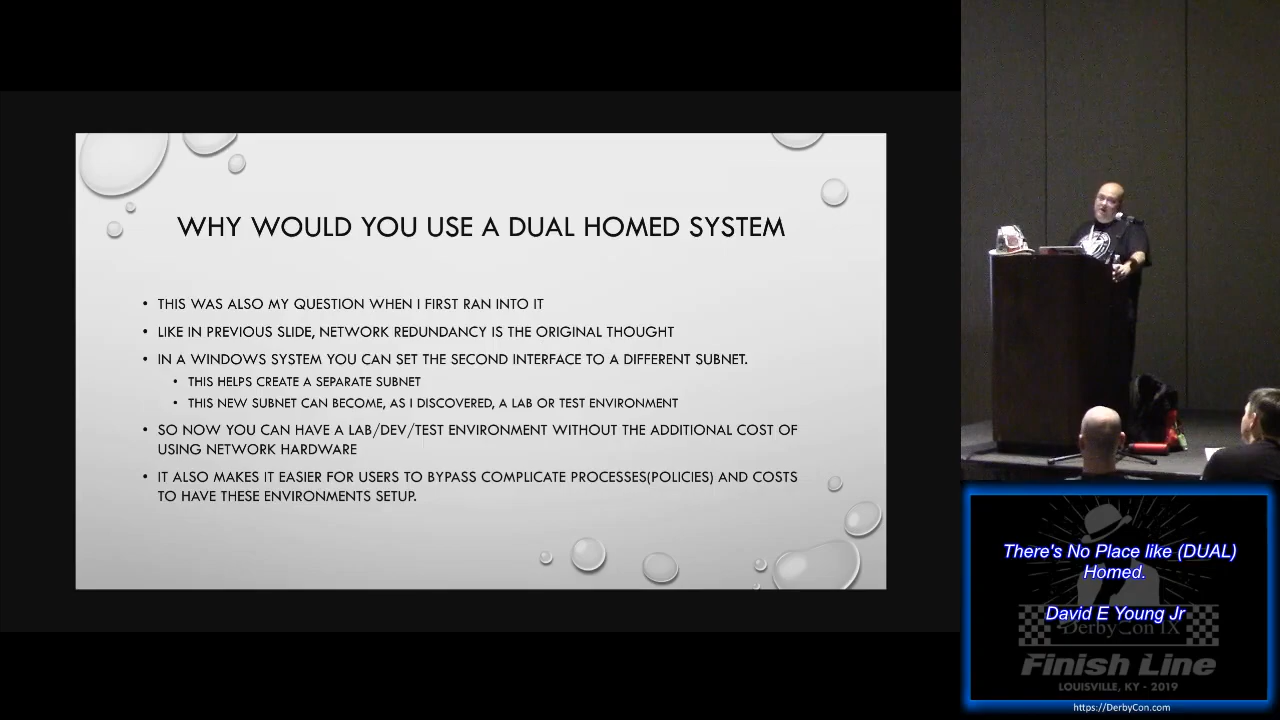 WHY WOULD YOU USE A DUAL HOMED SYSTEM
• THIS WAS ALSO MY QUESTION WHEN I FIRST RAN INTO IT
• LIKE IN PREVIOUS SLIDE, NETWORK REDUNDANCY IS THE ORIGINAL THOUGHT
• IN A WINDOWS SYSTEM YOU CAN SET THE SECOND INTERFACE TO A DIFFERENT SUBNET.
• THIS HELPS CREATE A SEPARATE SUBNET
• THIS NEW SUBNET CAN BECOME, AS I DISCOVERED, A LAB OR TEST ENVIRONMENT
• SO NOW YOU CAN HAVE A LAB/DEV/TEST ENVIRONMENT WITHOUT THE ADDITIONAL COST OF
USING NETWORK HARDWARE
• IT ALSO MAKES IT EASIER FOR USERS TO BYPASS COMPLICATE PROCESSES(POLICIES) AND COSTS
TO HAVE THESE ENVIRONMENTS SETUP.
There's No Place like (DUAL)
Homed.
David E Young Jr
DerbyCon IX
Finish Line
LOUISVILLE, KY - 2019
https://DerbyCon.com